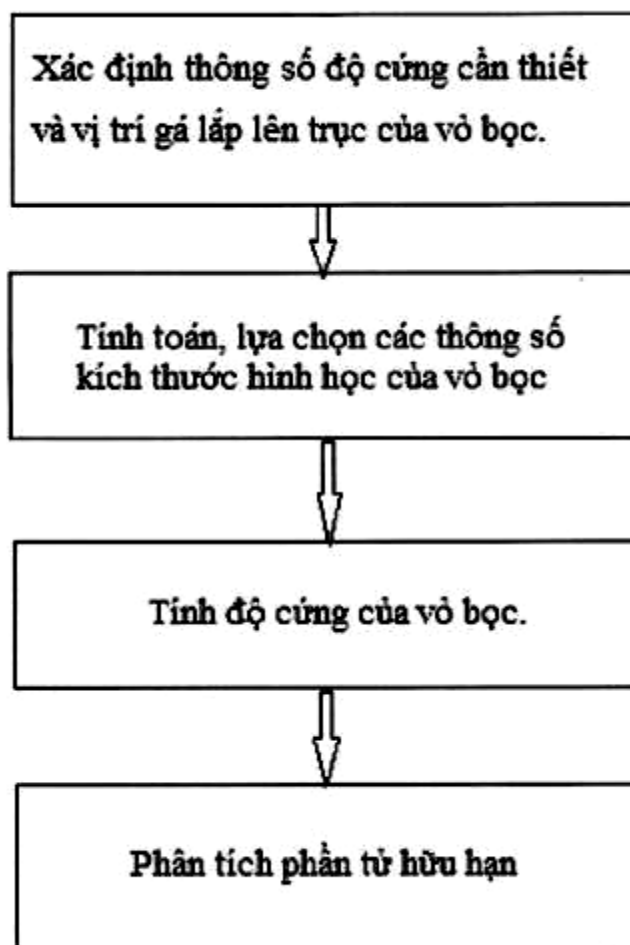 Xác định thông số độ cứng cần thiết
và vị trí gá lắp lên trục của vỏ bọc.
Tính toán, lựa chọn các thông số
kích thước hình học của vỏ bọc
Tính độ cứng của vỏ bọc.
Phân tích phần tử hữu hạn